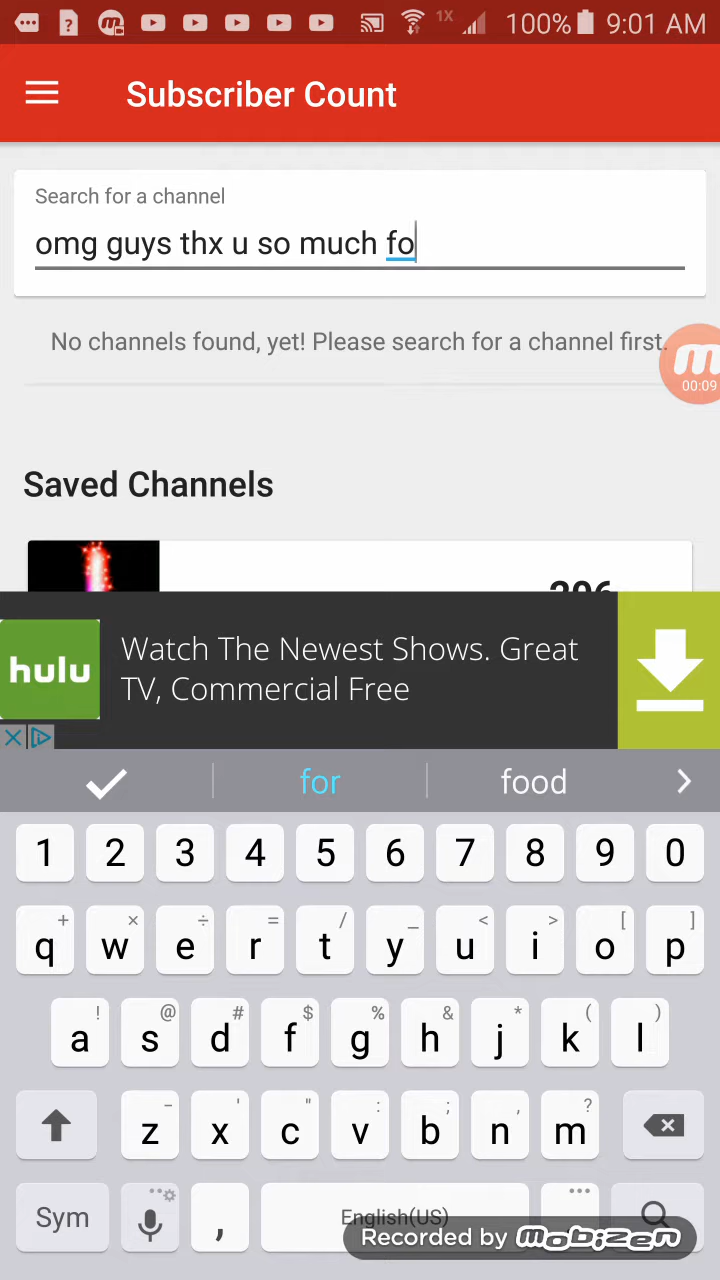 1X 100% 9:01 AM
Subscriber Count
Search for a channel
omg guys thx u so much fo
No channels found, yet! Please search for a channel first.
m
00:09
Saved Channels
hulu
Watch The Newest Shows. Great
TV, Commercial Free
for food
1 2 3 4 5 6 7 8 9 0
+ × ÷ = / _ < > [ ]
q w e r t y u i o p
! @ # $ % & * ( )
a s d f g h j k l
- ' " : ; , ?
z x c v b n m
Sym , English(US)
Recorded by mobizen